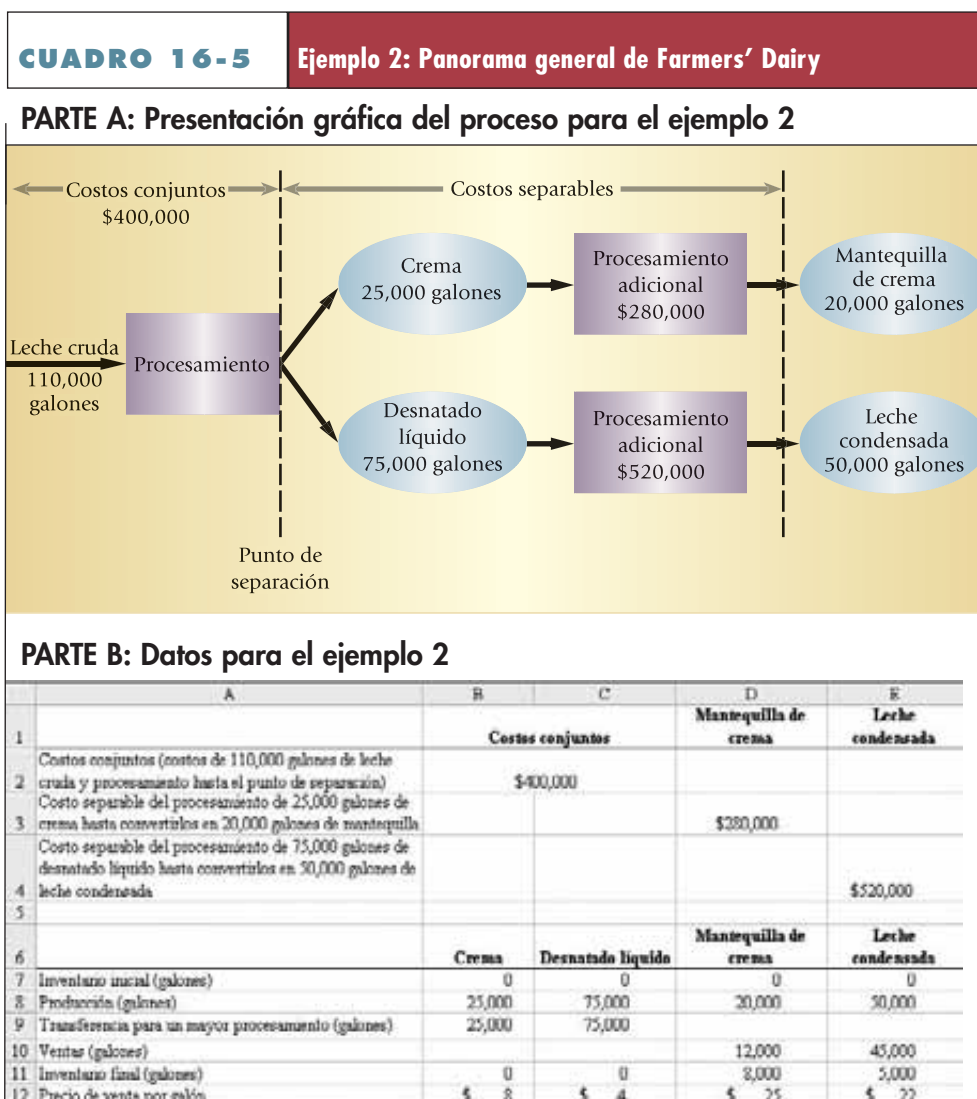 CUADRO 16-5
Ejemplo 2: Panorama general de Farmers' Dairy
PARTE A: Presentación gráfica del proceso para el ejemplo 2
Costos conjuntos
$400,000
Costos separables
Leche cruda
110,000
galones
Procesamiento
Crema
25,000 galones
Procesamiento
adicional
$280,000
Mantequilla
de crema
20,000 galones
Desnatado
líquido
75,000 galones
Procesamiento
adicional
$520,000
Leche
condensada
50,000 galones
Punto de
separación
PARTE B: Datos para el ejemplo 2
A B C D E
Mantequilla de Leche
1 Costos conjuntos crema condensada
Costos conjuntos (costos de 110,000 galones de leche
2 cruda y procesamiento hasta el punto de separación) $400,000
Costo separable del procesamiento de 25,000 galones de
3 crema hasta convertirlos en 20,000 galones de mantequilla $280,000
Costo separable del procesamiento de 75,000 galones de
desnatado líquido hasta convertirlos en 50,000 galones de
4 leche condensada $520,000
5
Mantequilla de Leche
6 Crema Desnatado líquido crema condensada
7 Inventario inicial (galones) 0 0 0 0
8 Producción (galones) 25,000 75,000 20,000 50,000
9 Transferencia para un mayor procesamiento (galones) 25,000 75,000
10 Ventas (galones) 12,000 45,000
11 Inventario final (galones) 0 0 8,000 5,000
12 Precio de venta por galón $ 8 $ 4 $ 25 $ 22